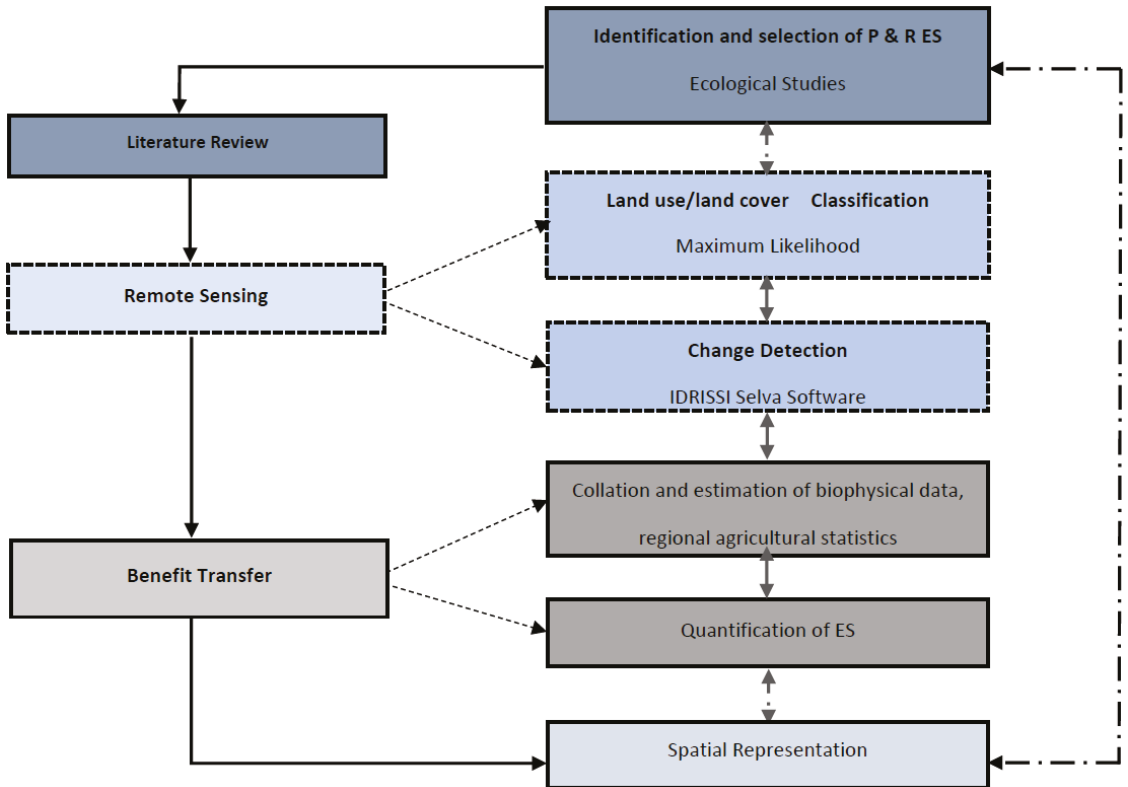 Identification and selection of P & R ES
Ecological Studies
Literature Review
Land use/land cover Classification
Maximum Likelihood
Remote Sensing
Change Detection
IDRISSI Selva Software
Collation and estimation of biophysical data,
regional agricultural statistics
Benefit Transfer
Quantification of ES
Spatial Representation